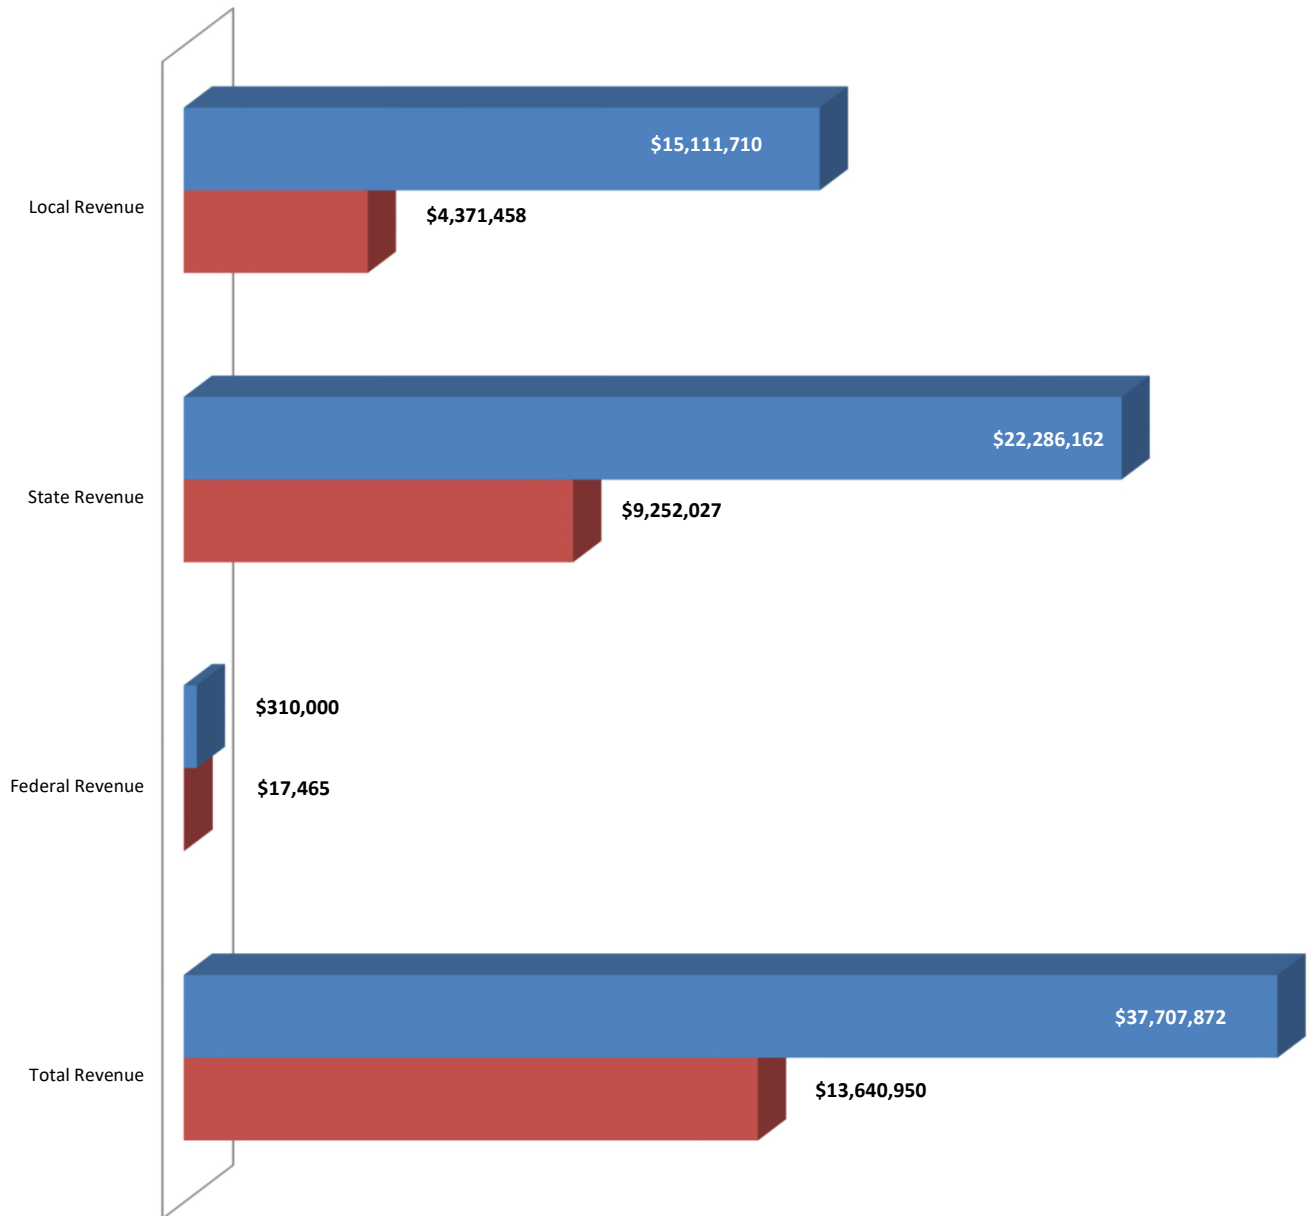 $15,111,710
Local Revenue
$4,371,458
$22,286,162
State Revenue
$9,252,027
$310,000
Federal Revenue
$17,465
$37,707,872
Total Revenue
$13,640,950